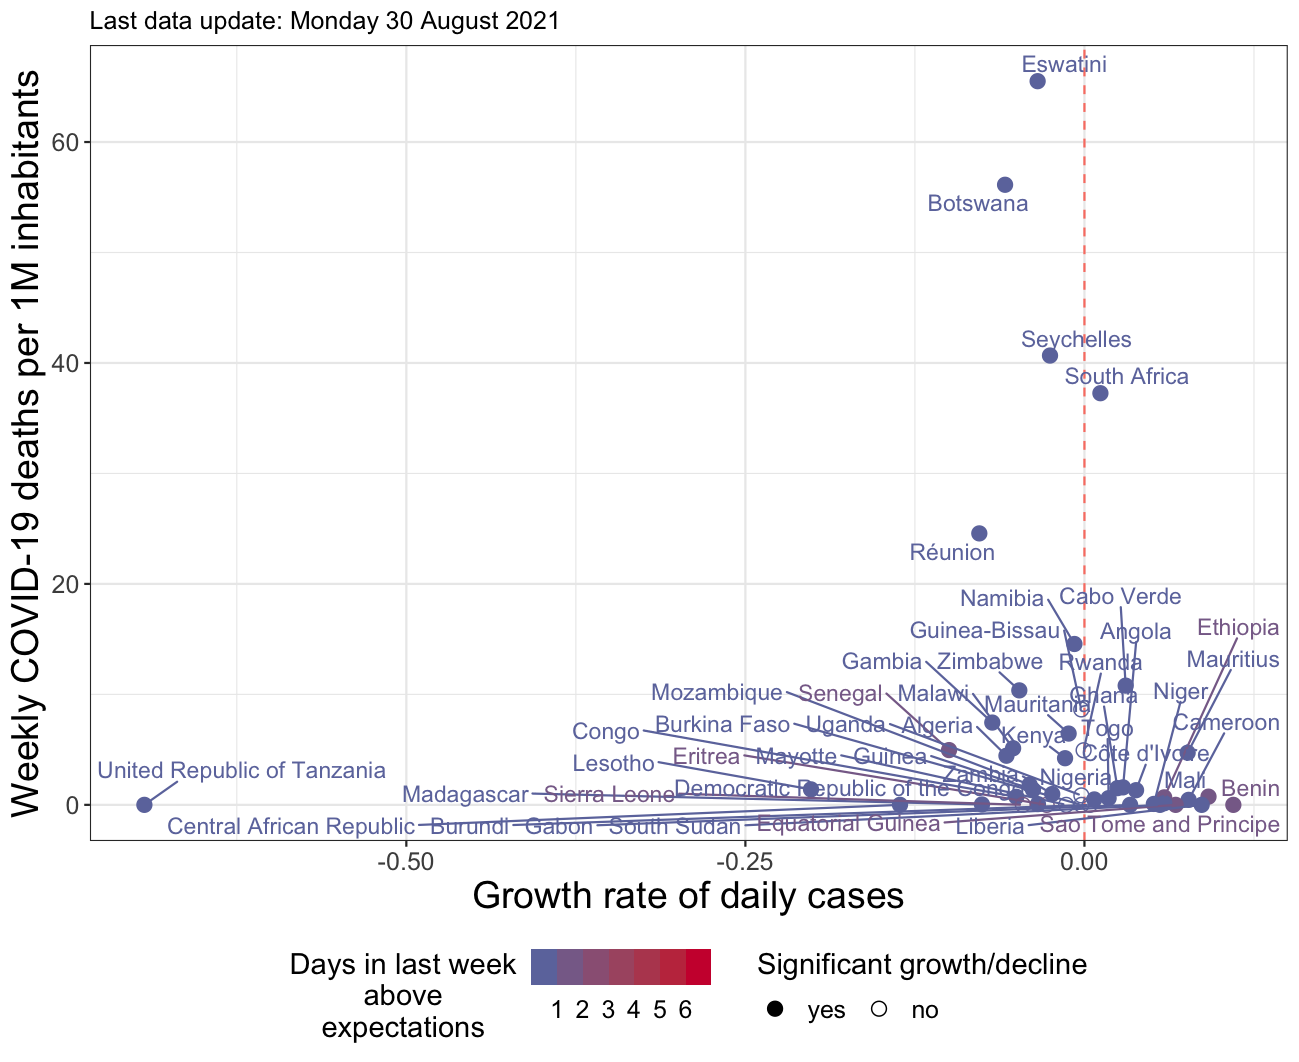 Last data update: Monday 30 August 2021
Weekly COVID-19 deaths per 1M inhabitants
60
40
20
0
Eswatini
Botswana
Seychelles
South Africa
Réunion
Namibia
Cabo Verde
Guinea-Bissau
Angola
Ethiopia
Gambia
Zimbabwe
Rwanda
Mauritius
Mozambique
Senegal
Malawi
Mauritania
Ghana
Niger
Congo
Burkina Faso
Uganda
Algeria
Kenya
Togo
Cameroon
Lesotho
Eritrea
Mayotte
Guinea
Côte d'Ivoire
United Republic of Tanzania
Zambia
Nigeria
Mali
Madagascar
Sierra Leone
Democratic Republic of the Congo
Benin
Central African Republic
Burundi
Gabon
South Sudan
Equatorial Guinea
Liberia
Sao Tome and Principe
-0.50
-0.25
0.00
Growth rate of daily cases
Days in last week
above
expectations
1 2 3 4 5 6
Significant growth/decline
yes
no